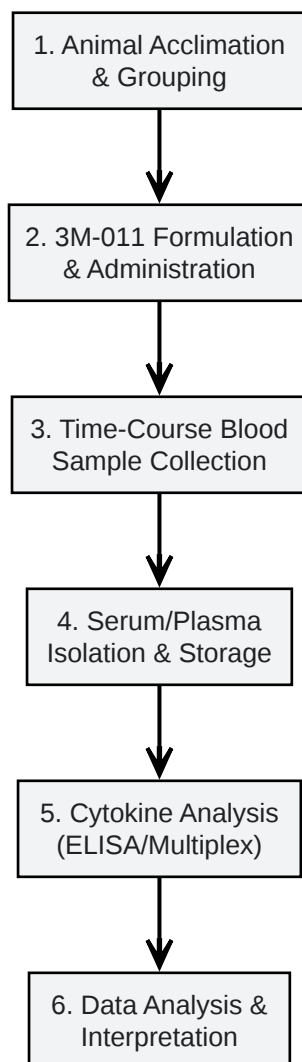 1. Animal Acclimation
& Grouping
2. 3M-011 Formulation
& Administration
3. Time-Course Blood
Sample Collection
4. Serum/Plasma
Isolation & Storage
5. Cytokine Analysis
(ELISA/Multiplex)
6. Data Analysis &
Interpretation